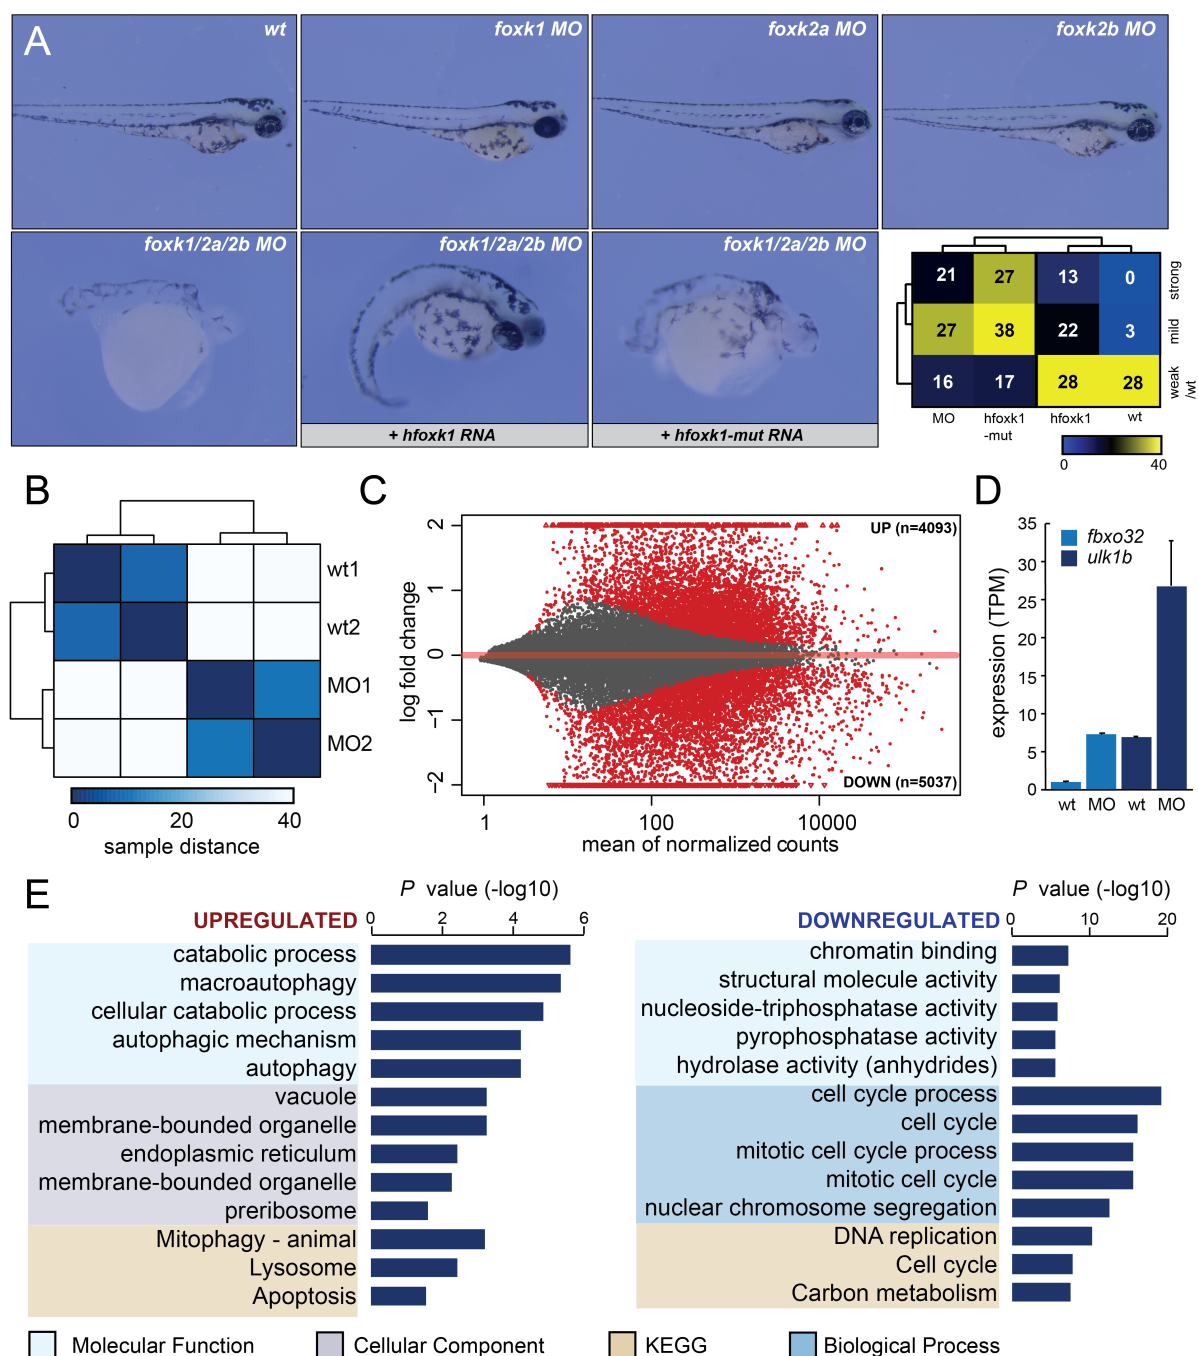 A
wt
foxk1 MO
foxk2a MO
foxk2b MO
foxk1/2a/2b MO
foxk1/2a/2b MO
+ hfoxk1 RNA
foxk1/2a/2b MO
+ hfoxk1-mut RNA
21 27 13 0 strong
27 38 22 3 mild
16 17 28 28 weak /wt
MO hfoxk1 -mut hfoxk1 wt
0 40
B
wt1
wt2
MO1
MO2
0 20 40
sample distance
C
UP (n=4093)
DOWN (n=5037)
log fold change
2
1
0
-1
-2
1 100 10000
mean of normalized counts
D
fbxo32
ulk1b
expression (TPM)
35
30
25
20
15
10
5
0
wt MO wt MO
E
P value (-log10)
UPREGULATED 0 2 4 6
catabolic process
macroautophagy
cellular catabolic process
autophagic mechanism
autophagy
vacuole
membrane-bounded organelle
endoplasmic reticulum
membrane-bounded organelle
preribosome
Mitophagy - animal
Lysosome
Apoptosis
P value (-log10)
DOWNREGULATED 0 10 20
chromatin binding
structural molecule activity
nucleoside-triphosphatase activity
pyrophosphatase activity
hydrolase activity (anhydrides)
cell cycle process
cell cycle
mitotic cell cycle process
mitotic cell cycle
nuclear chromosome segregation
DNA replication
Cell cycle
Carbon metabolism
Molecular Function
Cellular Component
KEGG
Biological Process